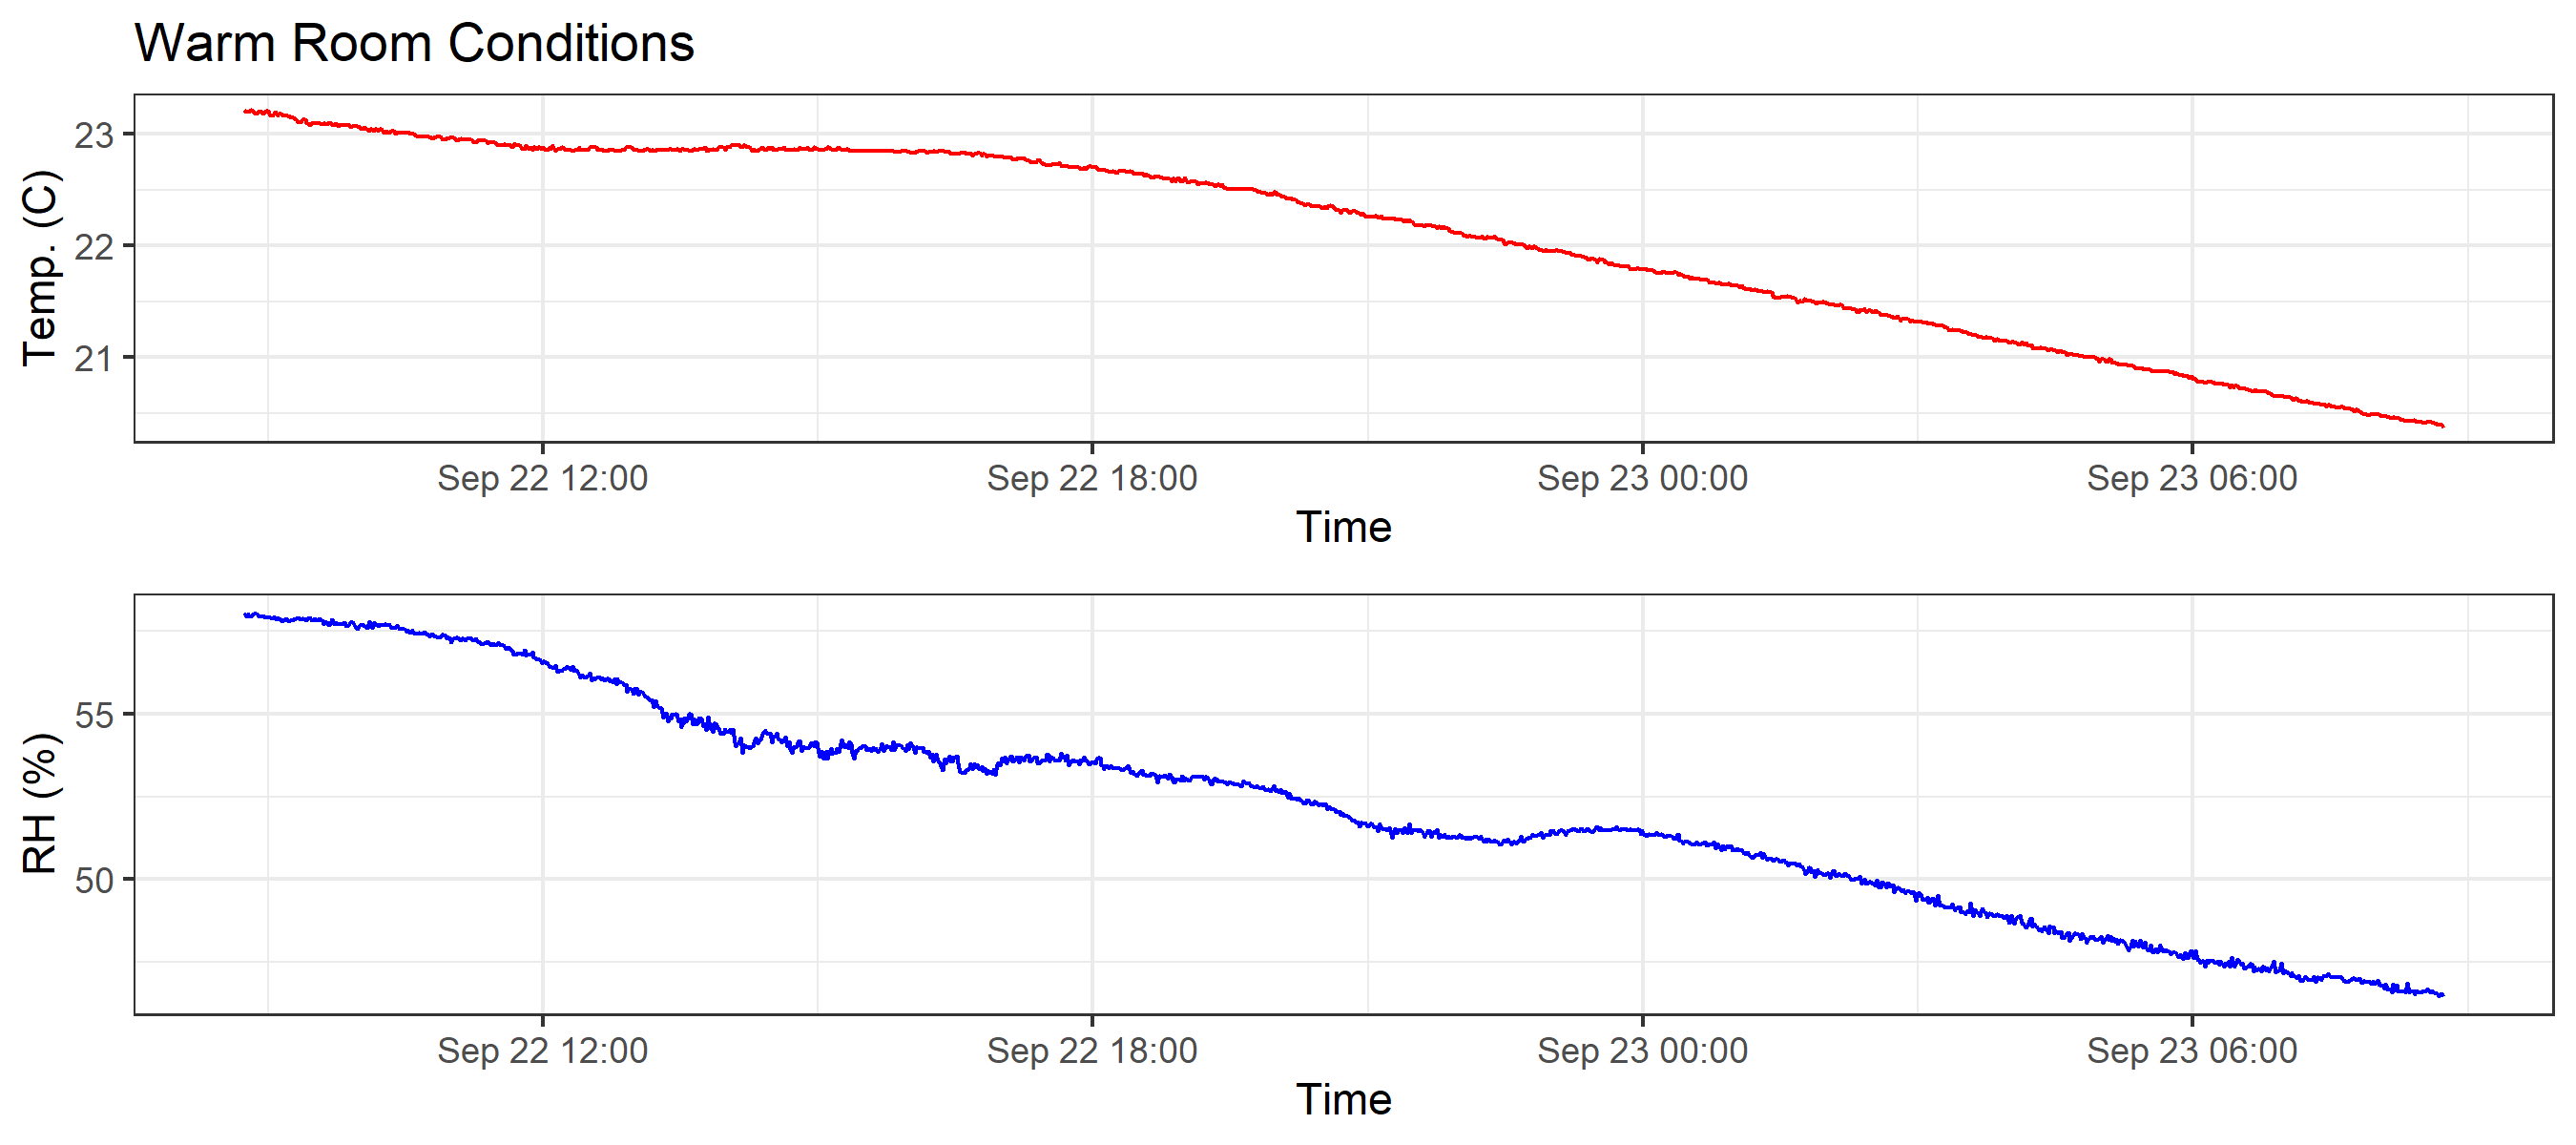 Warm Room Conditions
Temp. (C)
23
22
21
Sep 22 12:00 Sep 22 18:00 Sep 23 00:00 Sep 23 06:00
Time
RH (%)
55
50
Sep 22 12:00 Sep 22 18:00 Sep 23 00:00 Sep 23 06:00
Time